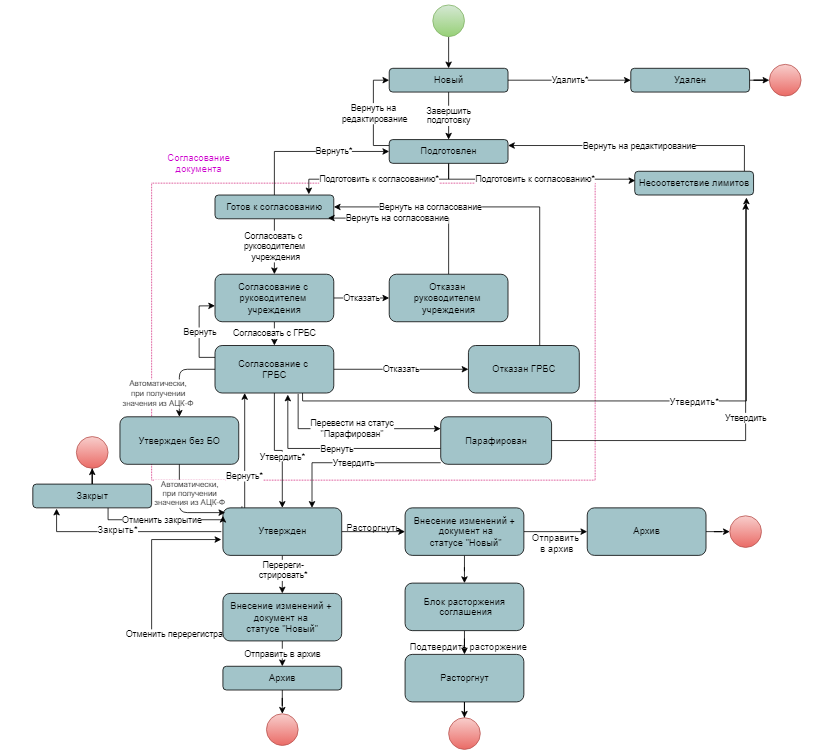 Новый
Удалить*
Удален
Вернуть на
редактирование
Завершить
подготовку
Вернуть*
Подготовлен
Вернуть на редактирование
Согласование
документа
Подготовить к согласованию*
Подготовить к согласованию*
Несоответствие лимитов
Готов к согласованию
Вернуть на согласование
Вернуть на согласование
Согласовать с
руководителем
учреждения
Согласование с
руководителем
учреждения
Отказать
Отказан
руководителем
учреждения
Вернуть
Согласовать с ГРБС
Согласование с
ГРБС
Отказать
Отказан ГРБС
Автоматически,
при получении
значения из АЦК-Ф
Утвердить*
Утвердить
Перевести на статус
"Парафирован"
Утвержден без БО
Парафирован
Вернуть
Утвердить*
Утвердить
Вернуть*
Автоматически,
при получении
значения из АЦК-Ф
Закрыт
Отменить закрытие
Закрыть*
Утвержден
Расторгнуть
Внесение изменений +
документ на
статусе "Новый"
Отправить
в архив
Архив
Перереги-
стрировать*
Внесение изменений +
документ на
статусе "Новый"
Блок расторжения
соглашения
Отменить перерегистра
Отправить в архив
Подтвердить расторжение
Архив
Расторгнут